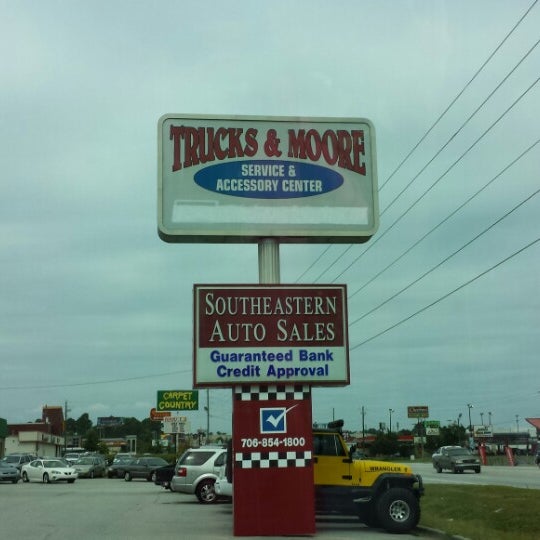 TRUCKS & MOORE
SERVICE &
ACCESSORY CENTER
SOUTHEASTERN
AUTO SALES
Guaranteed Bank
Credit Approval
706-854-1800
CARPET
COUNTRY
WRANGLER